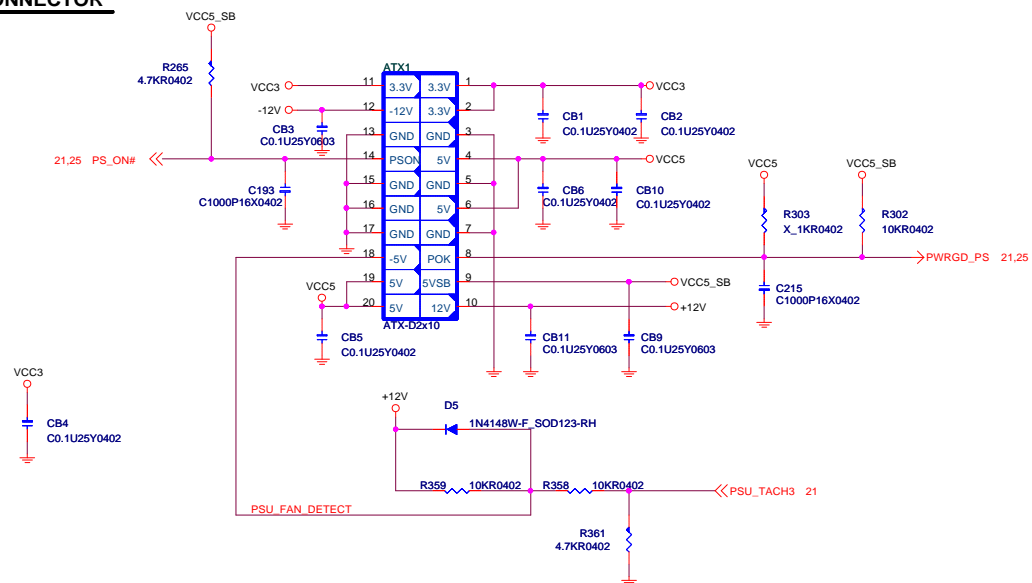 CONNECTOR
VCC5_SB
R265
4.7KR0402
ATX1
VCC3
11
3.3V
3.3V
1
VCC3
-12V
12
-12V
3.3V
2
CB3
C0.1U25Y0603
CB1
C0.1U25Y0402
CB2
C0.1U25Y0402
13
GND
GND
3
21,25 PS_ON#
14
PSON
5V
4
VCC5
15
GND
GND
5
C193
C1000P16X0402
CB6
C0.1U25Y0402
CB10
C0.1U25Y0402
16
GND
5V
6
17
GND
GND
7
18
-5V
POK
8
VCC5
VCC5_SB
R303
X_1KR0402
R302
10KR0402
PWRGD_PS 21,25
19
5V
5VSB
9
VCC5_SB
VCC5
20
5V
12V
10
+12V
C215
C1000P16X0402
ATX-D2x10
CB5
C0.1U25Y0402
CB11
C0.1U25Y0603
CB9
C0.1U25Y0603
VCC3
CB4
C0.1U25Y0402
+12V
D5
1N4148W-F_SOD123-RH
R359
10KR0402
R358
10KR0402
PSU_TACH3 21
PSU_FAN_DETECT
R361
4.7KR0402